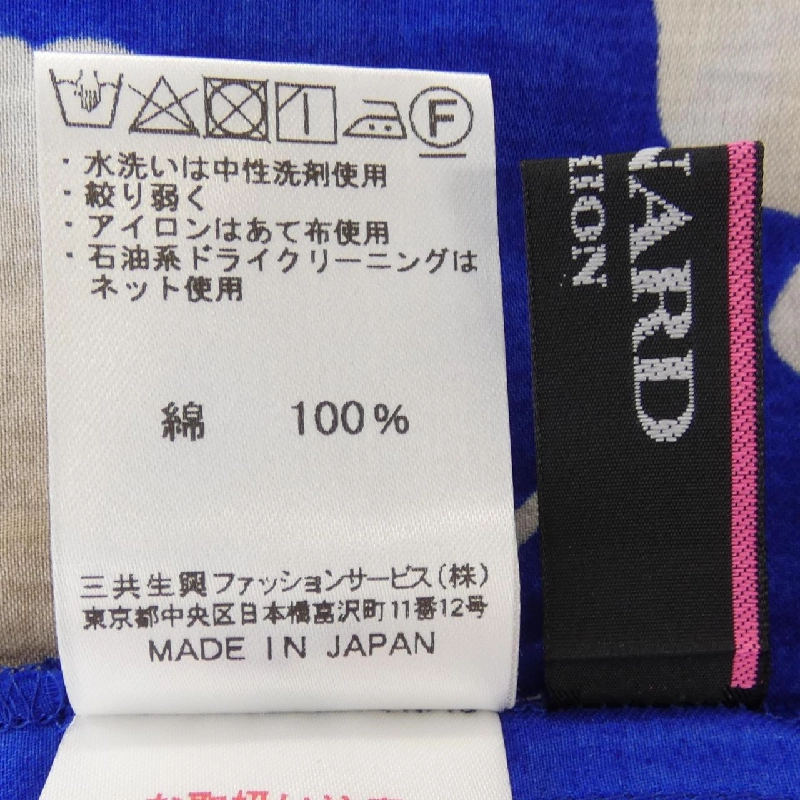 F
・水洗いは中性洗剤使用
・絞り弱く
・アイロンはあて布使用
・石油系ドライクリーニングは
ネット使用
綿 100%
三共生興ファッションサービス(株)
東京都中央区日本橋富沢町11番12号
MADE IN JAPAN